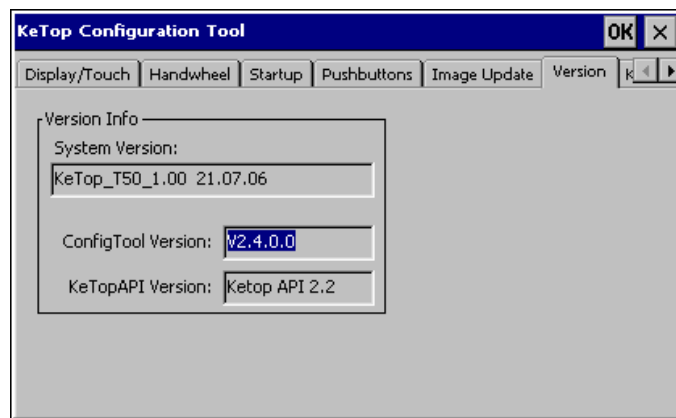 KeTop Configuration Tool OK ×
Display/Touch Handwheel Startup Pushbuttons Image Update Version K
Version Info
System Version:
KeTop_T50_1.00 21.07.06
ConfigTool Version: V2.4.0.0
KeTopAPI Version: Ketop API 2.2